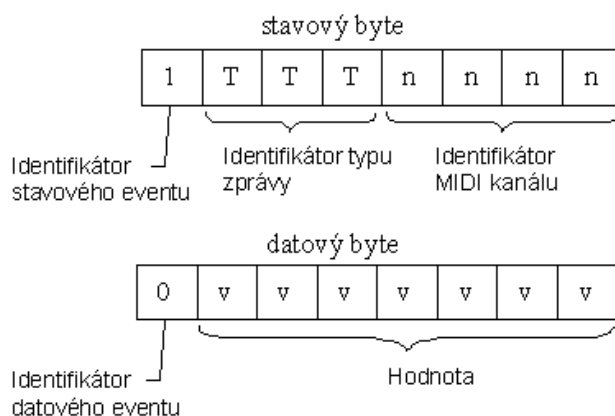 stavový byte
1 T T T n n n n
Identifikátor
stavového eventu
Identifikátor typu
zprávy
Identifikátor
MIDI kanálu
datový byte
0 v v v v v v v
Identifikátor
datového eventu
Hodnota